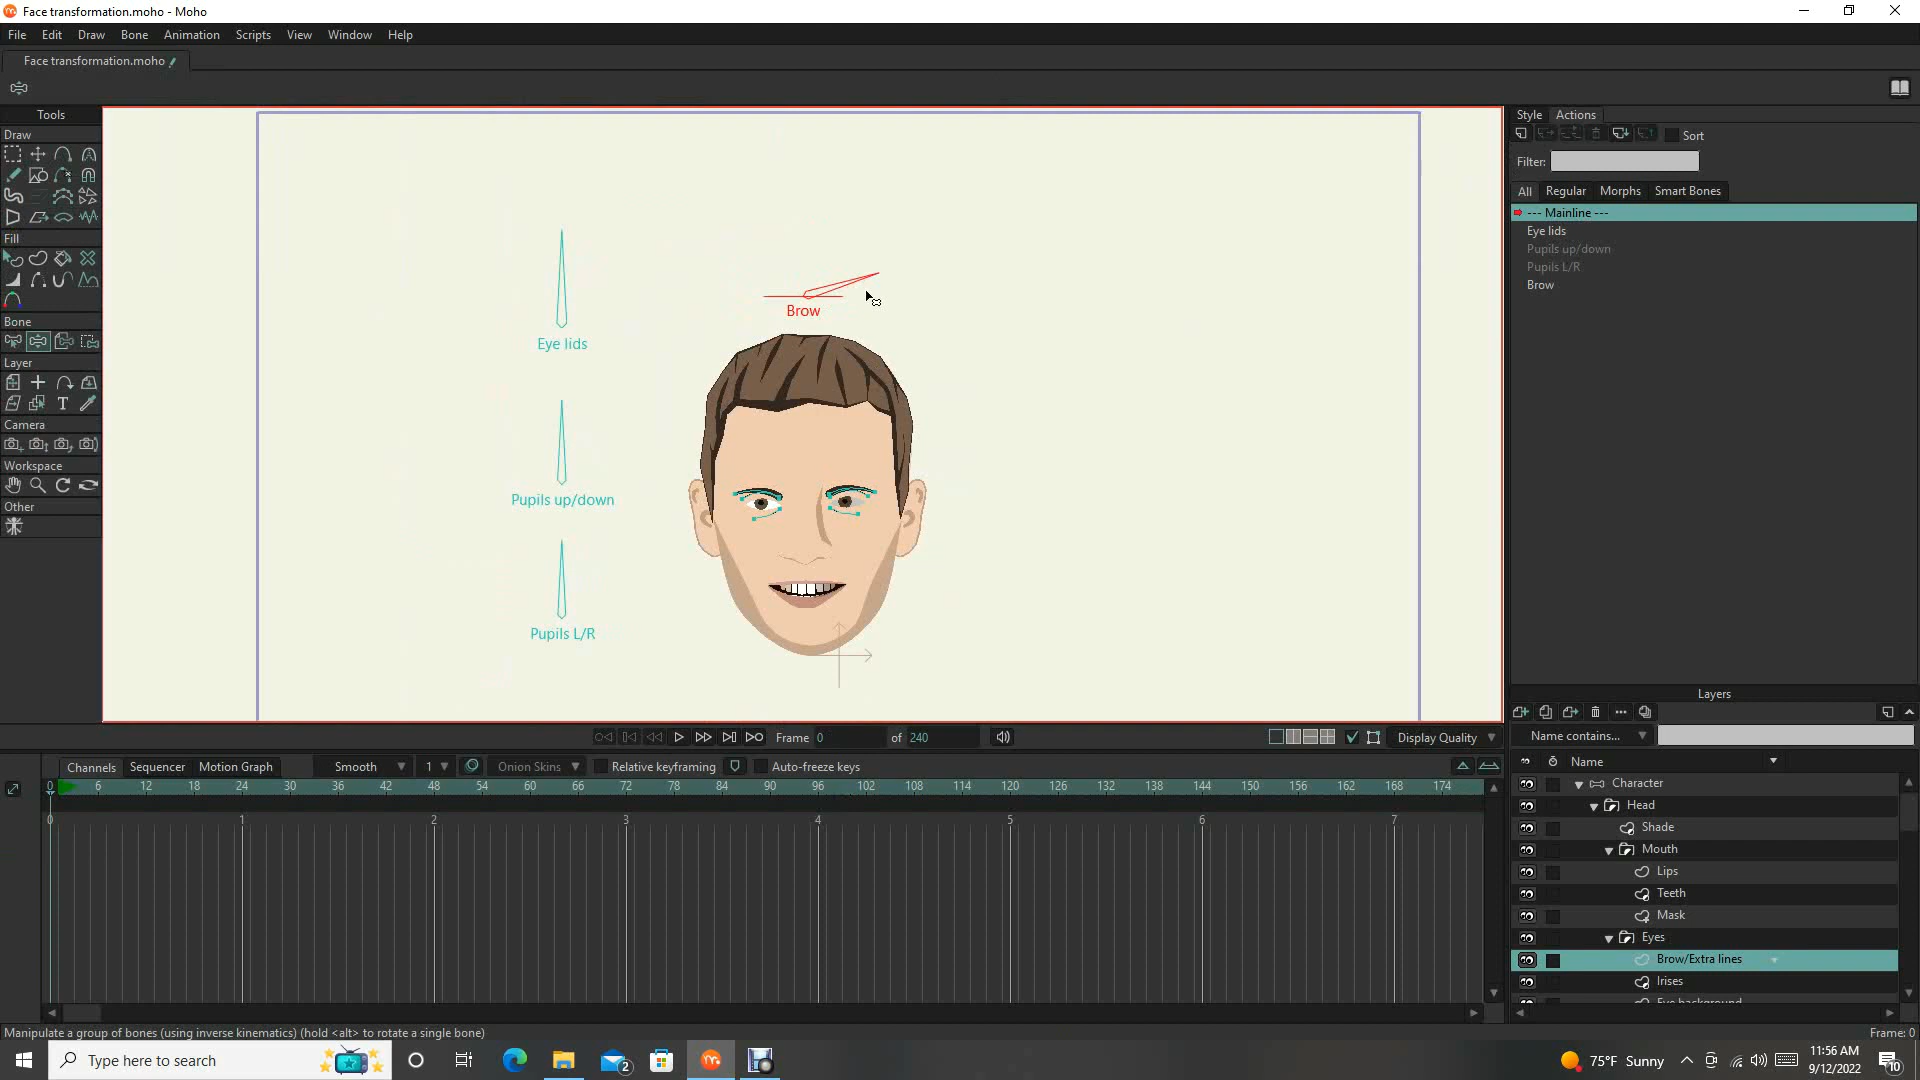 Face transformation.moho - Moho
File Edit Draw Bone Animation Scripts View Window Help
Face transformation.moho
Tools
Draw
Fill
Bone
Layer
Camera
Workspace
Other
Brow
Eye lids
Pupils up/down
Pupils L/R
Style Actions
Sort
Filter:
All Regular Morphs Smart Bones
--- Mainline ---
Eye lids
Pupils up/down
Pupils L/R
Brow
Layers
Name contains...
Name
Character
Head
Shade
Mouth
Lips
Teeth
Mask
Eyes
Brow/Extra lines
Irises
Eye background
Frame 0 of 240
Display Quality
Channels Sequencer Motion Graph Smooth 1 Onion Skins Relative keyframing Auto-freeze keys
0 6 12 18 24 30 36 42 48 54 60 66 72 78 84 90 96 102 108 114 120 126 132 138 144 150 156 162 168 174
0 1 2 3 4 5 6 7
Manipulate a group of bones (using inverse kinematics) (hold <alt> to rotate a single bone)
Frame: 0
Type here to search
2
75°F Sunny
11:56 AM
9/12/2022
10